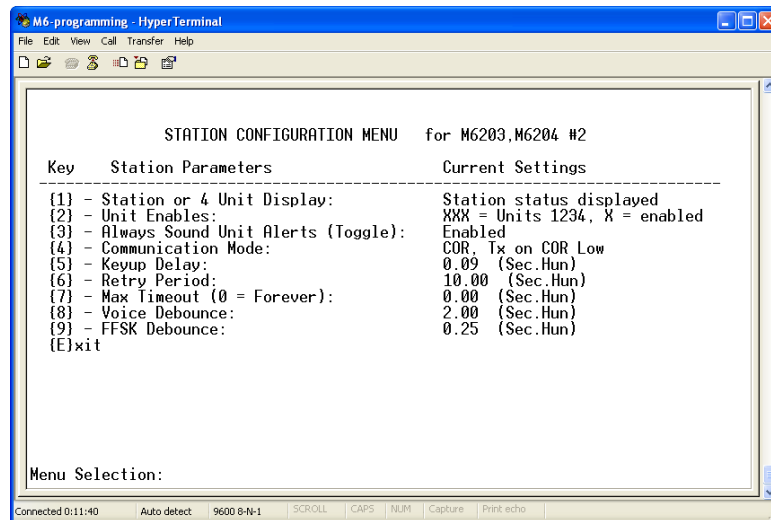 M6-programming - HyperTerminal
File Edit View Call Transfer Help
STATION CONFIGURATION MENU for M6203,M6204 #2
Key Station Parameters Current Settings
{1} - Station or 4 Unit Display: Station status displayed
{2} - Unit Enables: XXX = Units 1234, X = enabled
{3} - Always Sound Unit Alerts (Toggle): Enabled
{4} - Communication Mode: COR, Tx on COR Low
{5} - Keyup Delay: 0.09 (Sec.Hun)
{6} - Retry Period: 10.00 (Sec.Hun)
{7} - Max Timeout (0 = Forever): 0.00 (Sec.Hun)
{8} - Voice Debounce: 2.00 (Sec.Hun)
{9} - FFSK Debounce: 0.25 (Sec.Hun)
{E}xit
Menu Selection:
Connected 0:11:40 Auto detect 9600 8-N-1 SCROLL CAPS NUM Capture Print echo